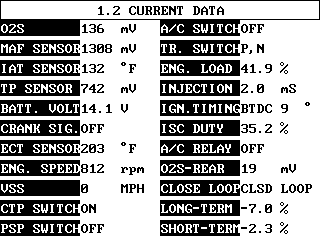 1.2 CURRENT DATA
O2S 136 mV A/C SWITCH OFF
MAF SENSOR 1308 mV TR. SWITCH P,N
IAT SENSOR 132 °F ENG. LOAD 41.9 %
TP SENSOR 742 mV INJECTION 2.0 mS
BATT. VOLT 14.1 V IGN.TIMING BTDC 9 °
CRANK SIG. OFF ISC DUTY 35.2 %
ECT SENSOR 203 °F A/C RELAY OFF
ENG. SPEED 812 rpm O2S-REAR 19 mV
VSS 0 MPH CLOSE LOOP CLSD LOOP
CTP SWITCH ON LONG-TERM -7.0 %
PSP SWITCH OFF SHORT-TERM -2.3 %